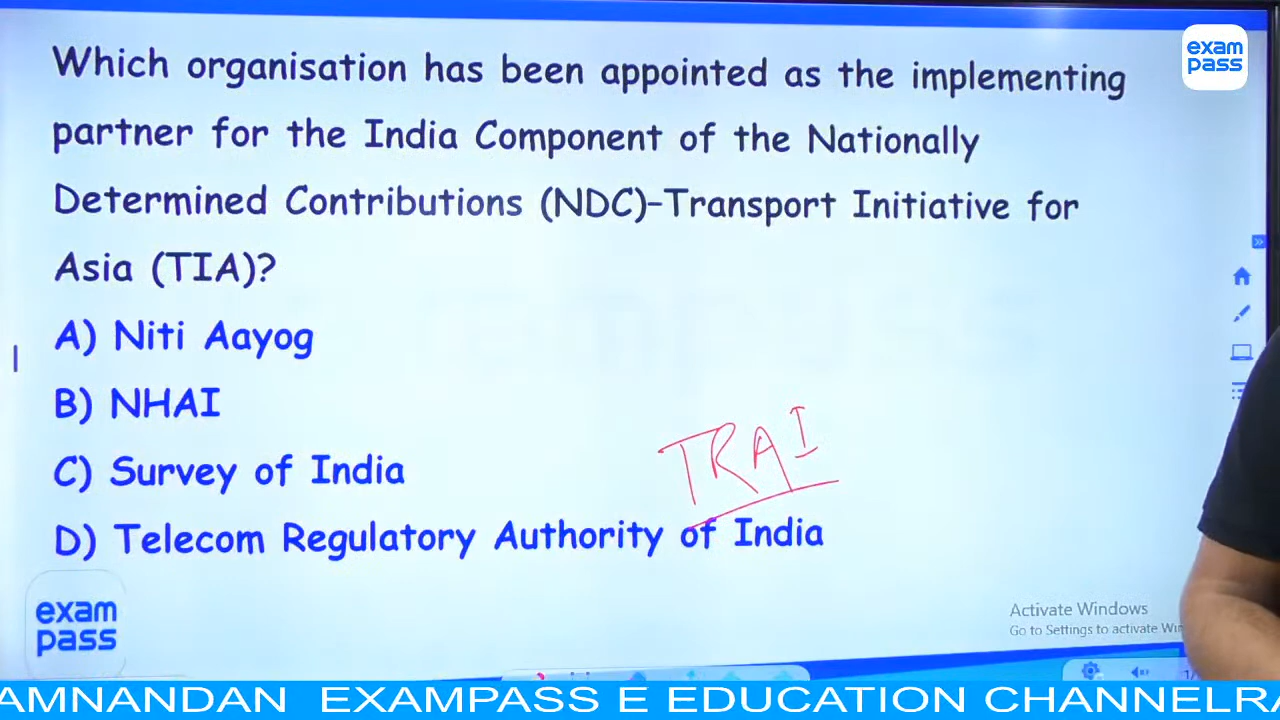 exam
pass
Which organisation has been appointed as the implementing
partner for the India Component of the Nationally
Determined Contributions (NDC)–Transport Initiative for
Asia (TIA)?
A) Niti Aayog
B) NHAI
C) Survey of India
TRAI
D) Telecom Regulatory Authority of India
exam
pass
Activate Windows
Go to Settings to activate
AMNANDAN EXAMPASS E EDUCATION CHANNELRA